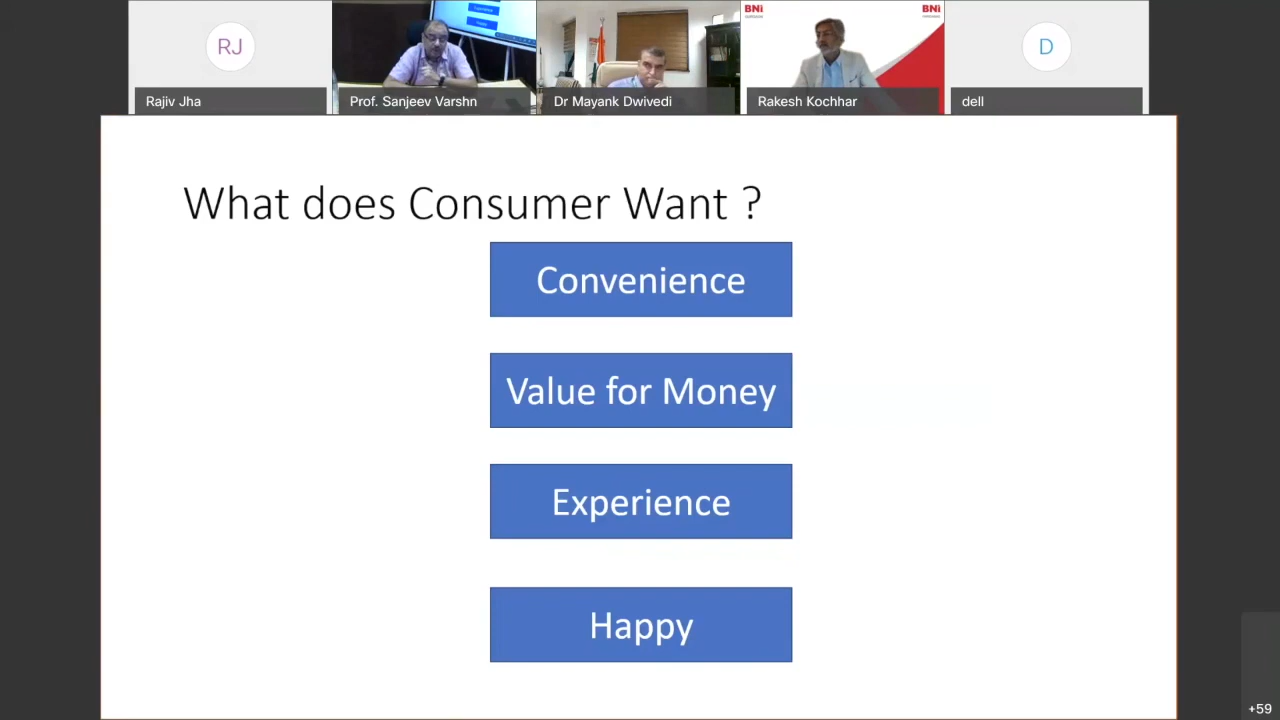 RJ
Rajiv Jha
Prof. Sanjeev Varshn
Happy
Dr Mayank Dwivedi
BNi
BNi
Rakesh Kochhar
D
dell
What does Consumer Want ?
Convenience
Value for Money
Experience
Happy
+59